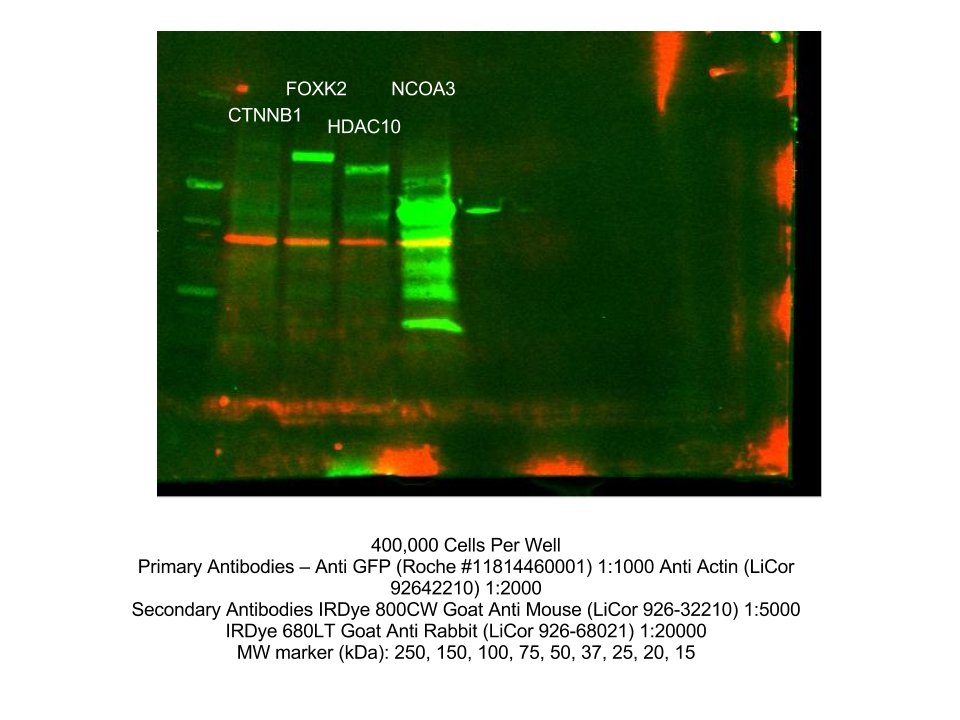 FOXK2 NCOA3
CTNNB1
HDAC10
400,000 Cells Per Well
Primary Antibodies – Anti GFP (Roche #11814460001) 1:1000 Anti Actin (LiCor
92642210) 1:2000
Secondary Antibodies IRDye 800CW Goat Anti Mouse (LiCor 926-32210) 1:5000
IRDye 680LT Goat Anti Rabbit (LiCor 926-68021) 1:20000
MW marker (kDa): 250, 150, 100, 75, 50, 37, 25, 20, 15